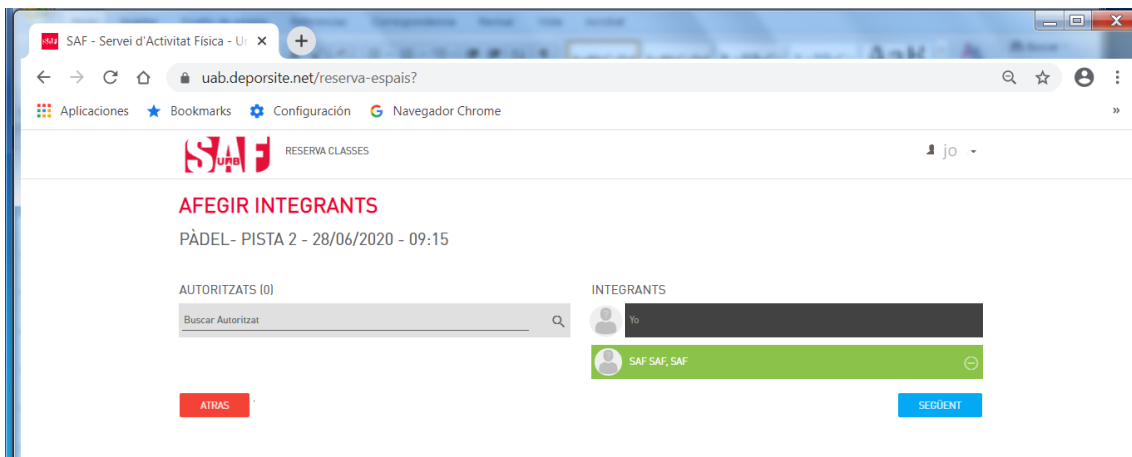 SAF - Servei d'Activitat Física - Un
uab.deporsite.net/reserva-espais?
Aplicaciones Bookmarks Configuración Navegador Chrome »
SAF UAB RESERVA CLASSES jo
AFEGIR INTEGRANTS
PÀDEL- PISTA 2 - 28/06/2020 - 09:15
AUTORITZATS (0) INTEGRANTS
Buscar Autoritzat Yo
SAF SAF, SAF
ATRAS SEGÜENT